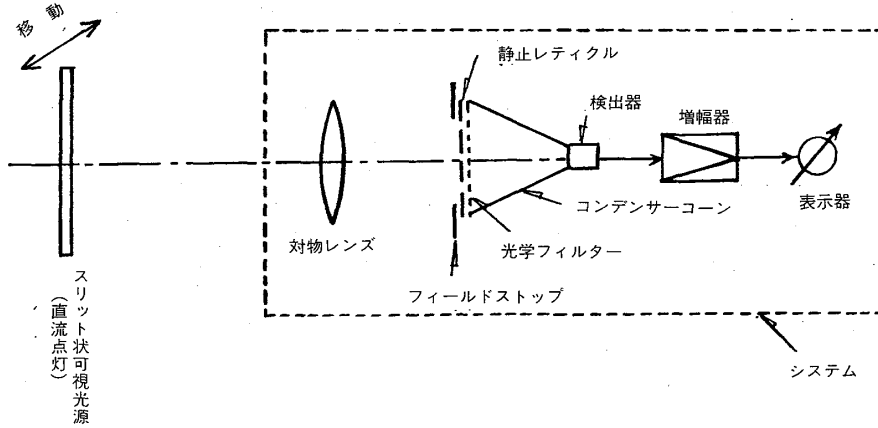 移動
静止レティクル
検出器
増幅器
表示器
コンデンサーコーン
対物レンズ
光学フィルター
フィールドストップ
スリット状可視光源
（直流点灯）
システム